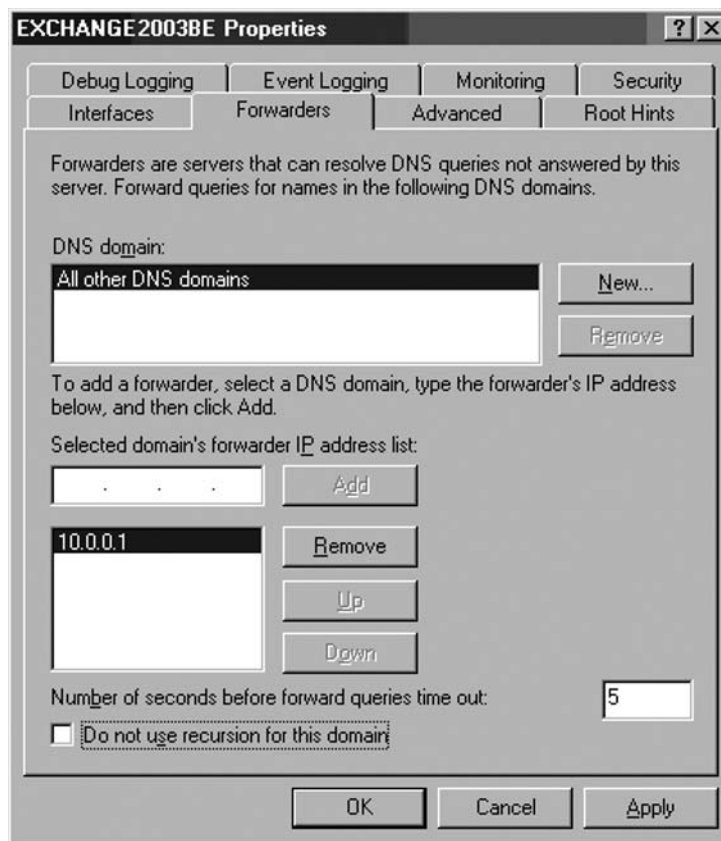 EXCHANGE2003BE Properties
? X
Debug Logging Event Logging Monitoring Security
Interfaces Forwarders Advanced Root Hints
Forwarders are servers that can resolve DNS queries not answered by this
server. Forward queries for names in the following DNS domains.
DNS domain:
All other DNS domains
New...
Remove
To add a forwarder, select a DNS domain, type the forwarder's IP address
below, and then click Add.
Selected domain's forwarder IP address list:
. . .
Add
10.0.0.1
Remove
Up
Down
Number of seconds before forward queries time out:
5
Do not use recursion for this domain
OK Cancel Apply